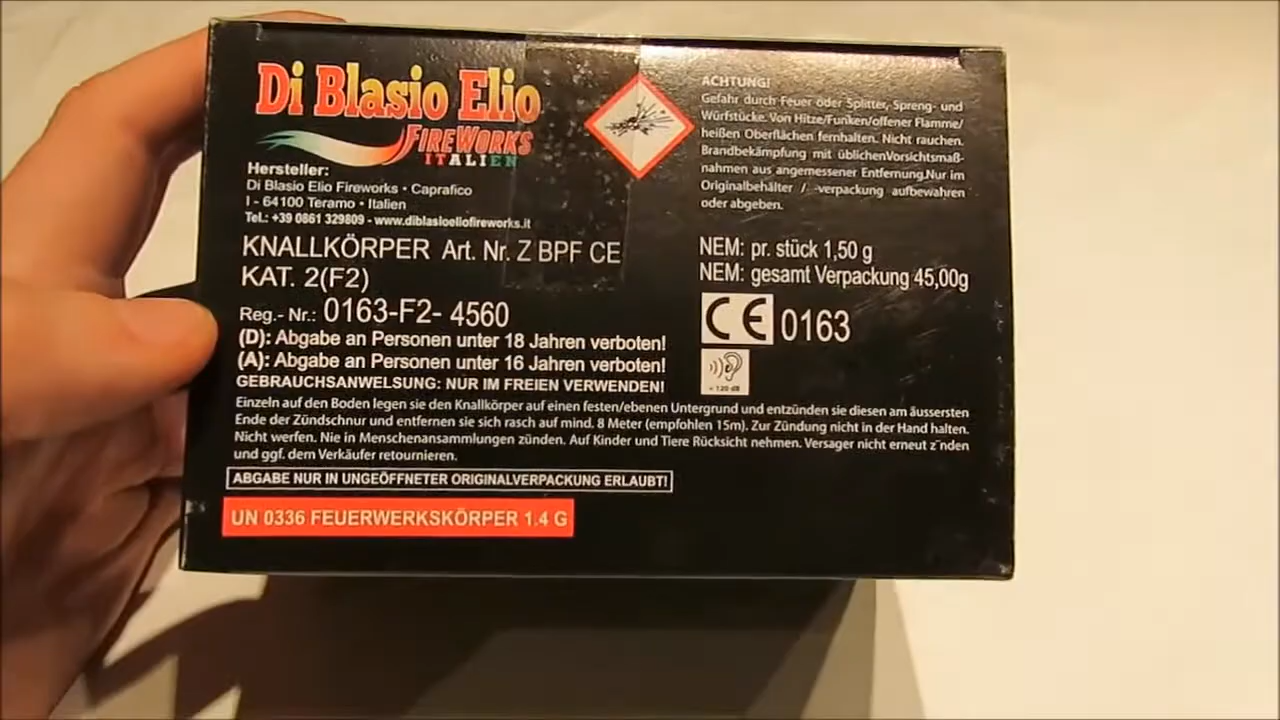 Di Blasio Elio
FIREWORKS
ITALIEN
Hersteller:
Di Blasio Elio Fireworks • Caprafico
I - 64100 Teramo • Italien
Tel.: +39 0861 329809 - www.diblasioeliofireworks.it
KNALLKÖRPER Art. Nr. Z BPF CE
KAT. 2(F2)
Reg.- Nr.: 0163-F2- 4560
(D): Abgabe an Personen unter 18 Jahren verboten!
(A): Abgabe an Personen unter 16 Jahren verboten!
GEBRAUCHSANWELSUNG: NUR IM FREIEN VERWENDEN!
ACHTUNG!
Gefahr durch Feuer oder Splitter, Spreng- und
Würfstücke. Von Hitze/Funken/offener Flamme/
heißen Oberflächen fernhalten. Nicht rauchen.
Brandbekämpfung mit üblichenVorsichtsmaß-
nahmen aus angemessener Entfernung.Nur im
Originalbehälter / -verpackung aufbewahren
oder abgeben.
NEM: pr. stück 1,50 g
NEM: gesamt Verpackung 45,00g
CE 0163
< 120 dB
Einzeln auf den Boden legen sie den Knallkörper auf einen festen/ebenen Untergrund und entzünden sie diesen am äussersten
Ende der Zündschnur und entfernen sie sich rasch auf mind. 8 Meter (empfohlen 15m). Zur Zündung nicht in der Hand halten.
Nicht werfen. Nie in Menschenansammlungen zünden. Auf Kinder und Tiere Rücksicht nehmen. Versager nicht erneut z¨nden
und ggf. dem Verkäufer retournieren.
ABGABE NUR IN UNGEÖFFNETER ORIGINALVERPACKUNG ERLAUBT!
UN 0336 FEUERWERKSKÖRPER 1.4 G